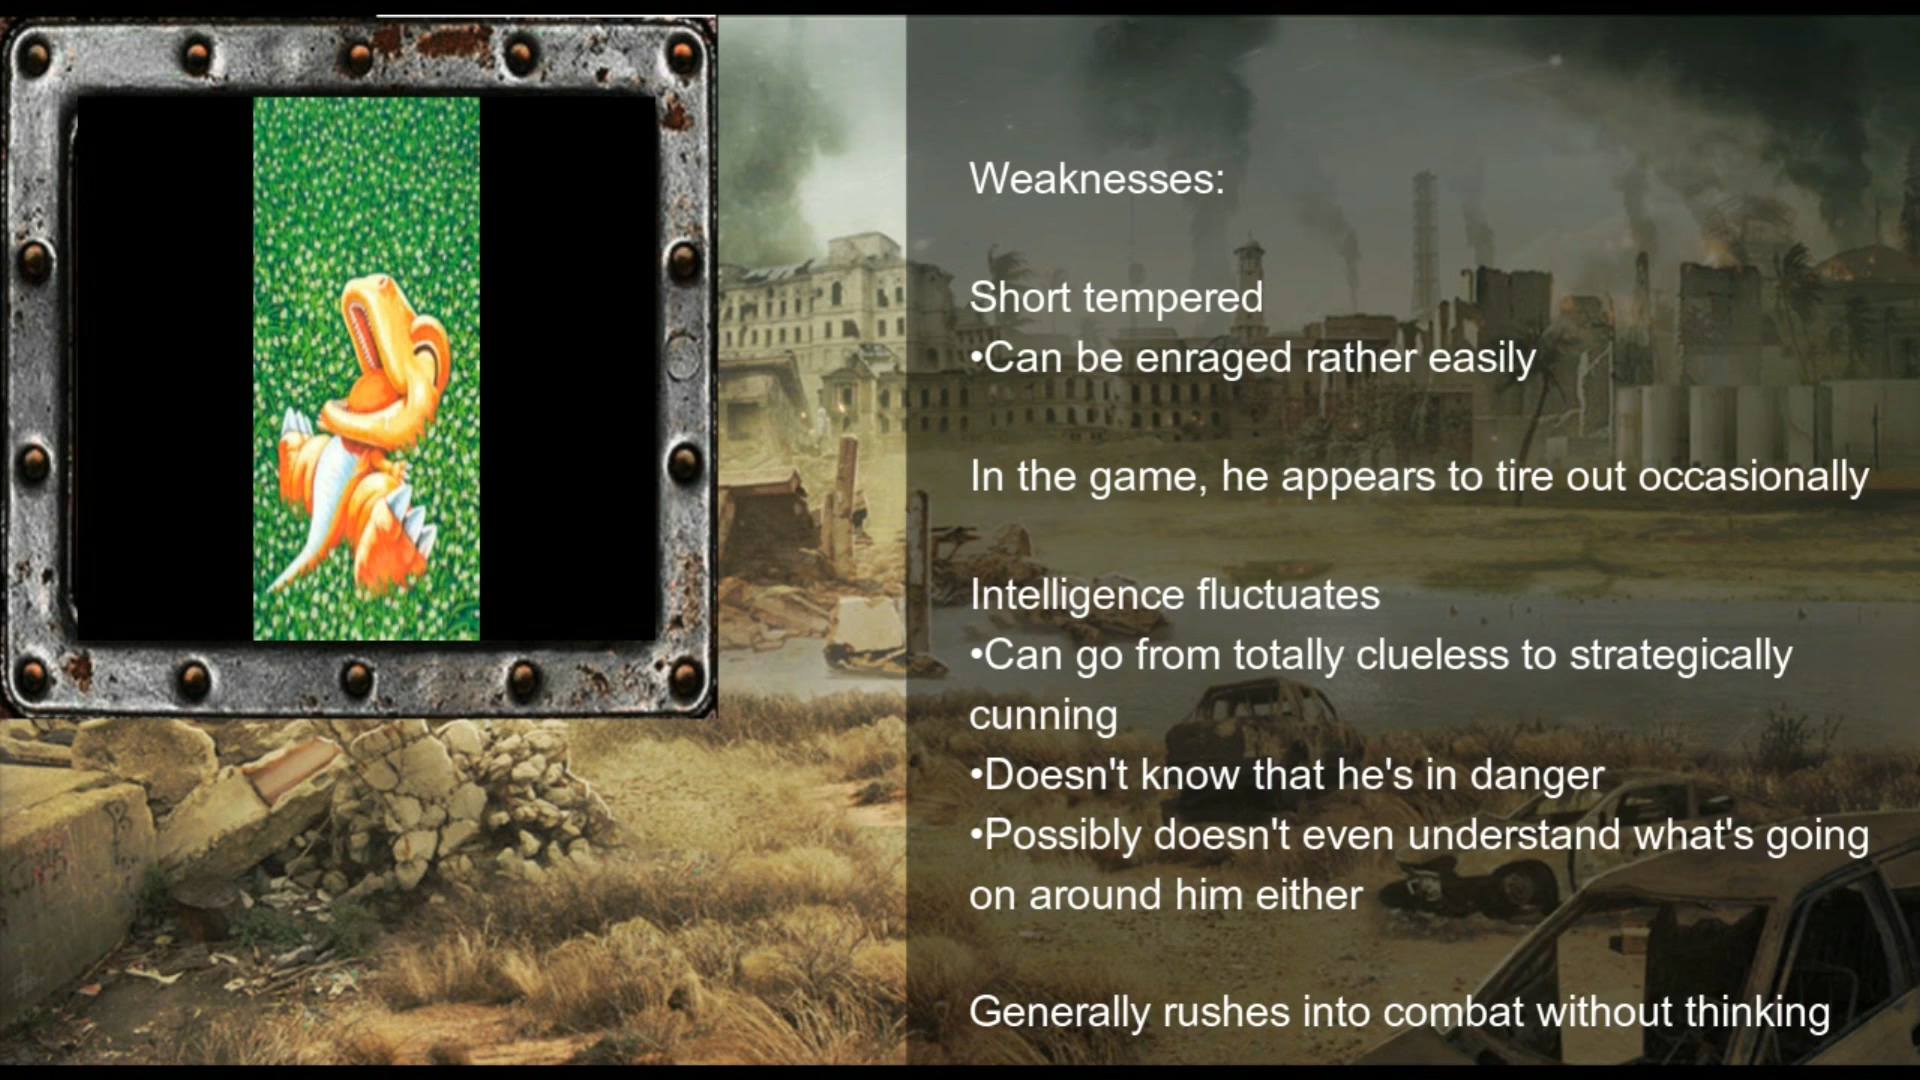 Weaknesses:
Short tempered
•Can be enraged rather easily
In the game, he appears to tire out occasionally
Intelligence fluctuates
•Can go from totally clueless to strategically
cunning
•Doesn't know that he's in danger
•Possibly doesn't even understand what's going
on around him either
Generally rushes into combat without thinking